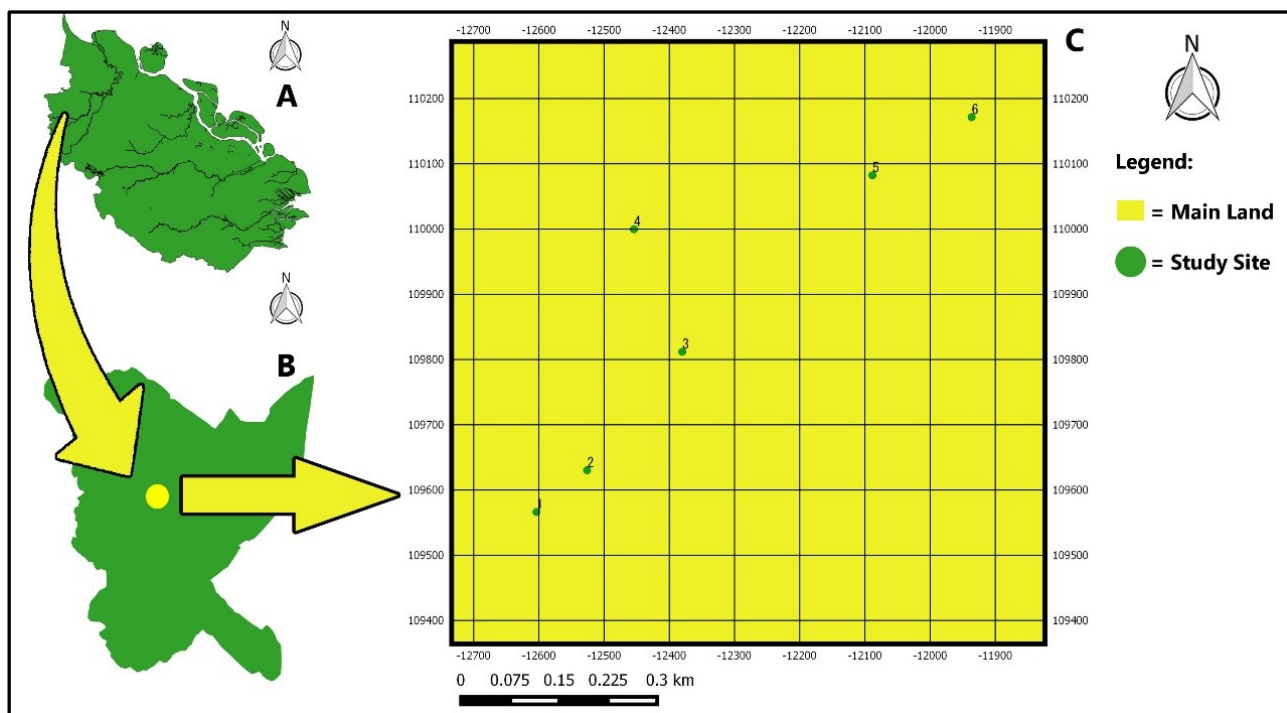 N
A
N
B
C
-12700 -12600 -12500 -12400 -12300 -12200 -12100 -12000 -11900
110200 110200
110100 110100
110000 110000
109900 109900
109800 109800
109700 109700
109600 109600
109500 109500
109400 109400
6
5
4
3
2
1
-12700 -12600 -12500 -12400 -12300 -12200 -12100 -12000 -11900
0 0.075 0.15 0.225 0.3 km
N
Legend:
= Main Land
= Study Site